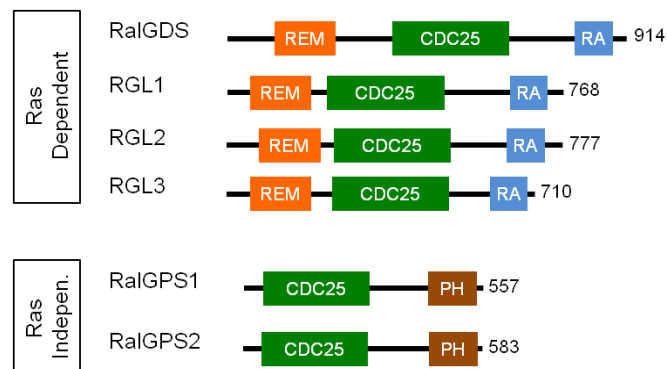 RalGDS REM CDC25 RA 914
Ras Dependent
RGL1 REM CDC25 RA 768
RGL2 REM CDC25 RA 777
RGL3 REM CDC25 RA 710
Ras Indepen.
RalGPS1 CDC25 PH 557
RalGPS2 CDC25 PH 583